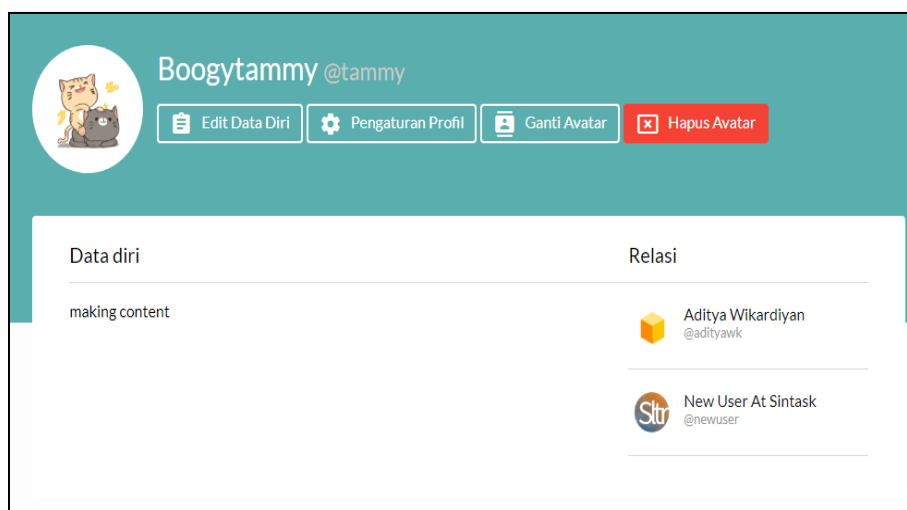 Boogytammy @tammy
Edit Data Diri
Pengaturan Profil
Ganti Avatar
Hapus Avatar
Data diri
making content
Relasi
Aditya Wikardiyan
@adityawk
Sltr
New User At Sintask
@newuser